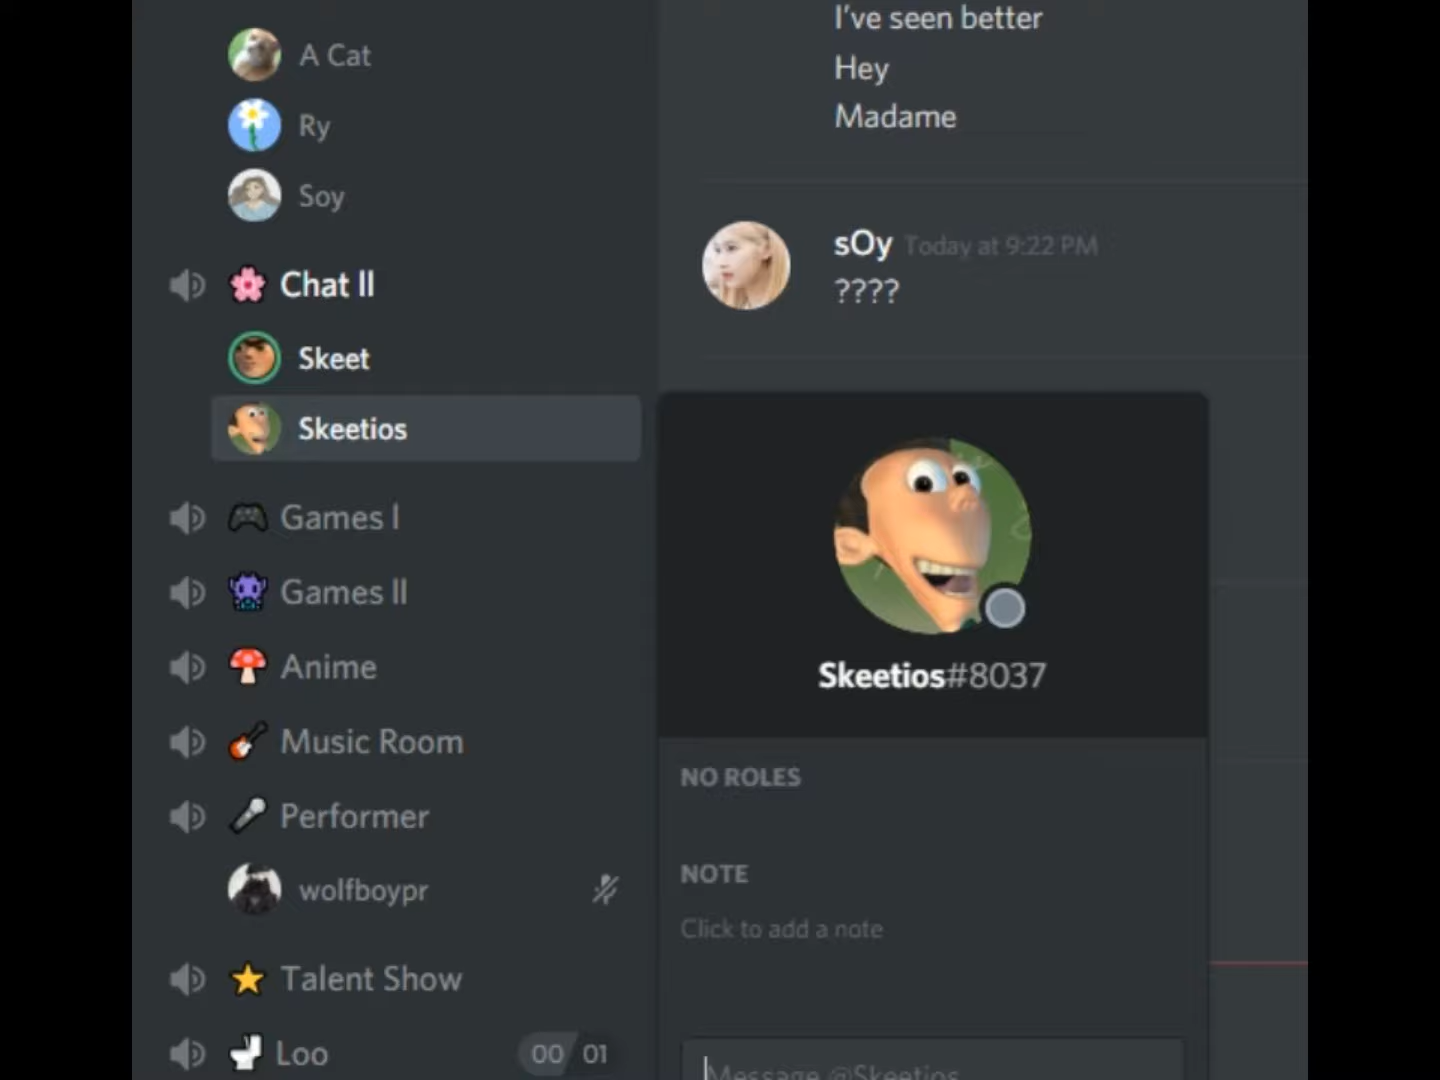 A Cat
Ry
Soy
Chat II
Skeet
Skeetios
Games I
Games II
Anime
Music Room
Performer
wolfboypr
Talent Show
Loo
00 01
I've seen better
Hey
Madame
sOy Today at 9:22 PM
????
Skeetios#8037
NO ROLES
NOTE
Click to add a note
Message @Skeetios